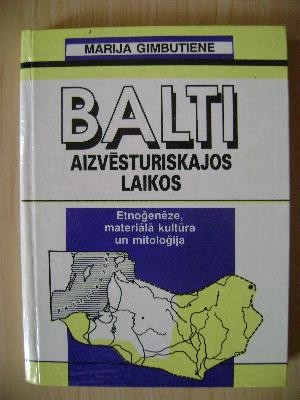 MARIJA GIMBUTIENE
BALTI
AIZVĒSTURISKAJOS
LAIKOS
Etnoģenēze,
materiālā kultūra
un mitoloģija